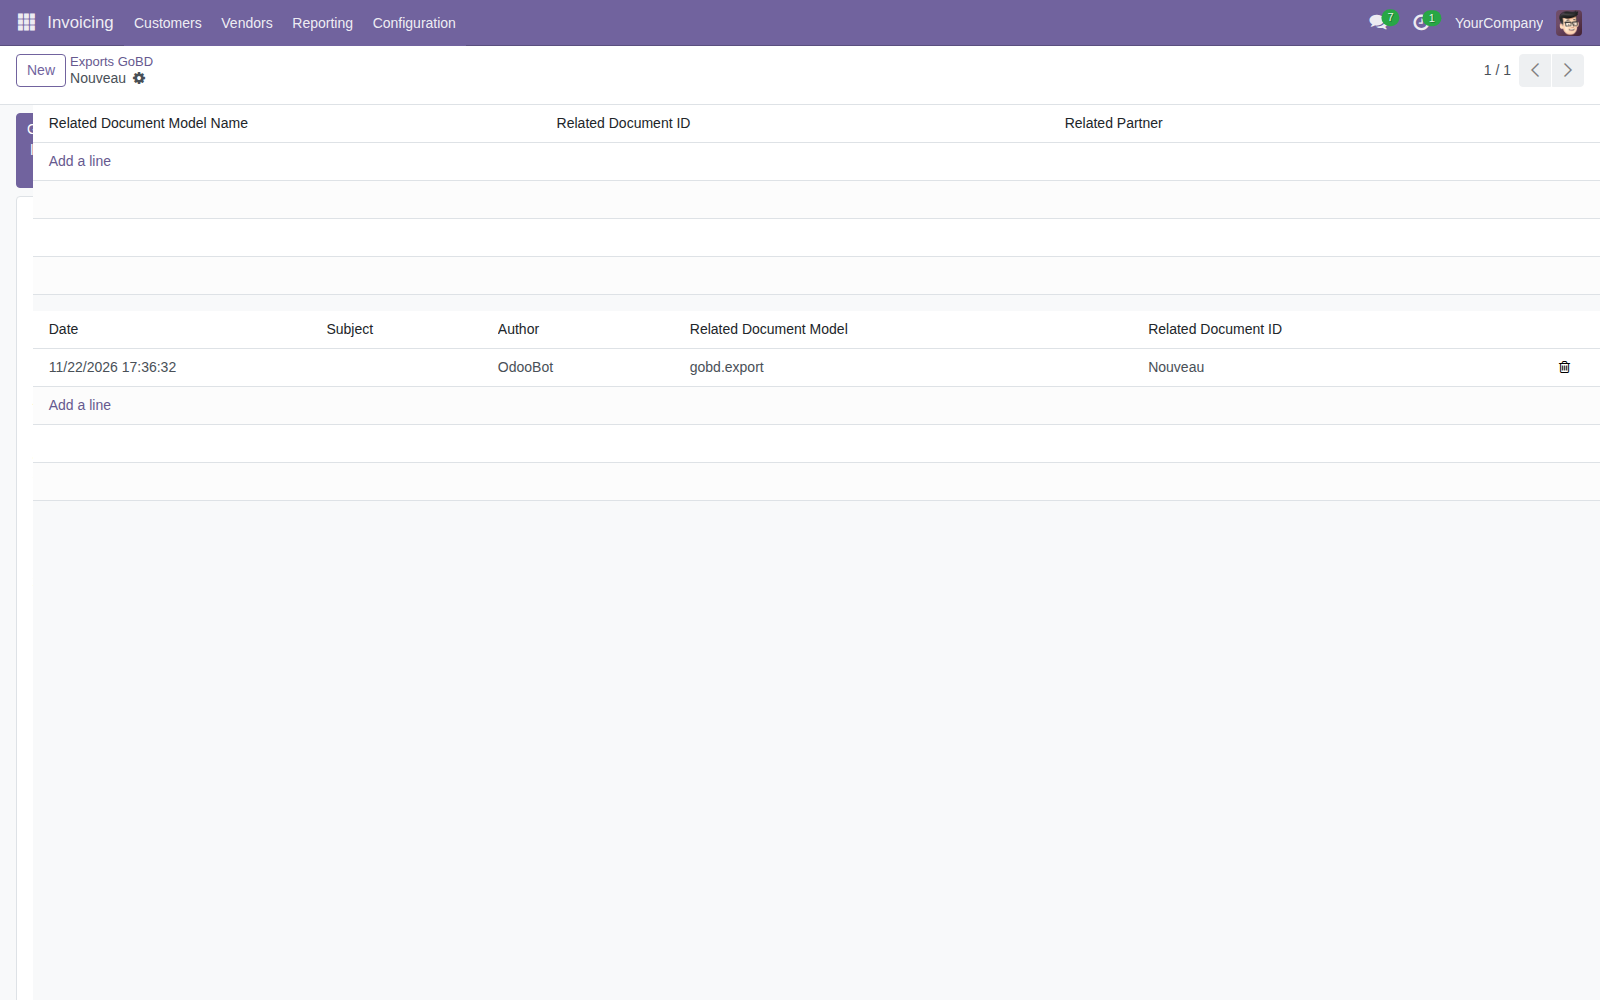 Invoicing Customers Vendors Reporting Configuration 7 1 YourCompany
New Exports GoBD
Nouveau
1 / 1
Related Document Model Name Related Document ID Related Partner
Add a line
Date Subject Author Related Document Model Related Document ID
11/22/2026 17:36:32 OdooBot gobd.export Nouveau
Add a line